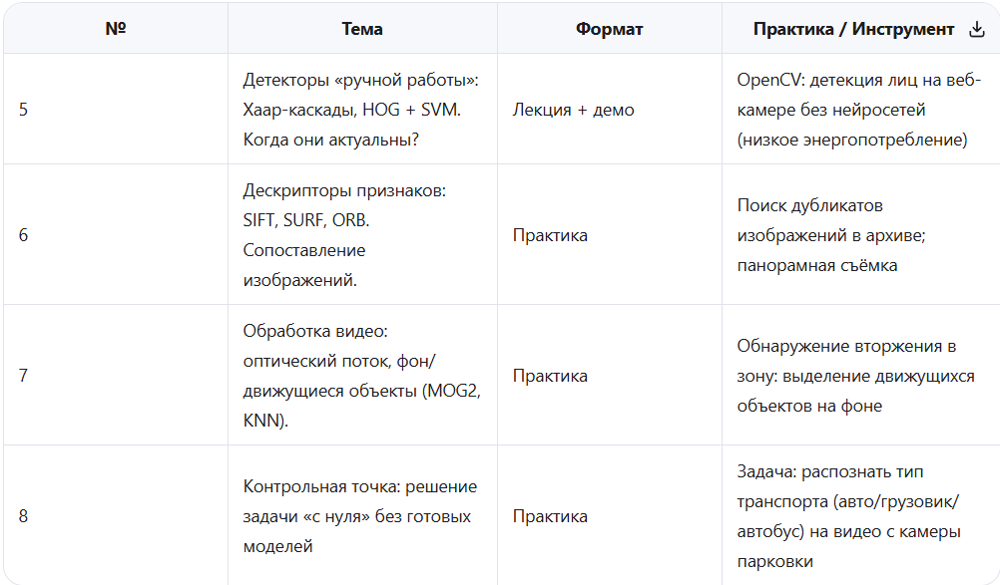 №
Тема
Формат
Практика / Инструмент
5
Детекторы «ручной работы»:
Хаар-каскады, HOG + SVM.
Когда они актуальны?
Лекция + демо
OpenCV: детекция лиц на веб-
камере без нейросетей
(низкое энергопотребление)
6
Дескрипторы признаков:
SIFT, SURF, ORB.
Сопоставление
изображений.
Практика
Поиск дубликатов
изображений в архиве;
панорамная съёмка
7
Обработка видео:
оптический поток, фон/
движущиеся объекты (MOG2,
KNN).
Практика
Обнаружение вторжения в
зону: выделение движущихся
объектов на фоне
8
Контрольная точка: решение
задачи «с нуля» без готовых
моделей
Практика
Задача: распознать тип
транспорта (авто/грузовик/
автобус) на видео с камеры
парковки